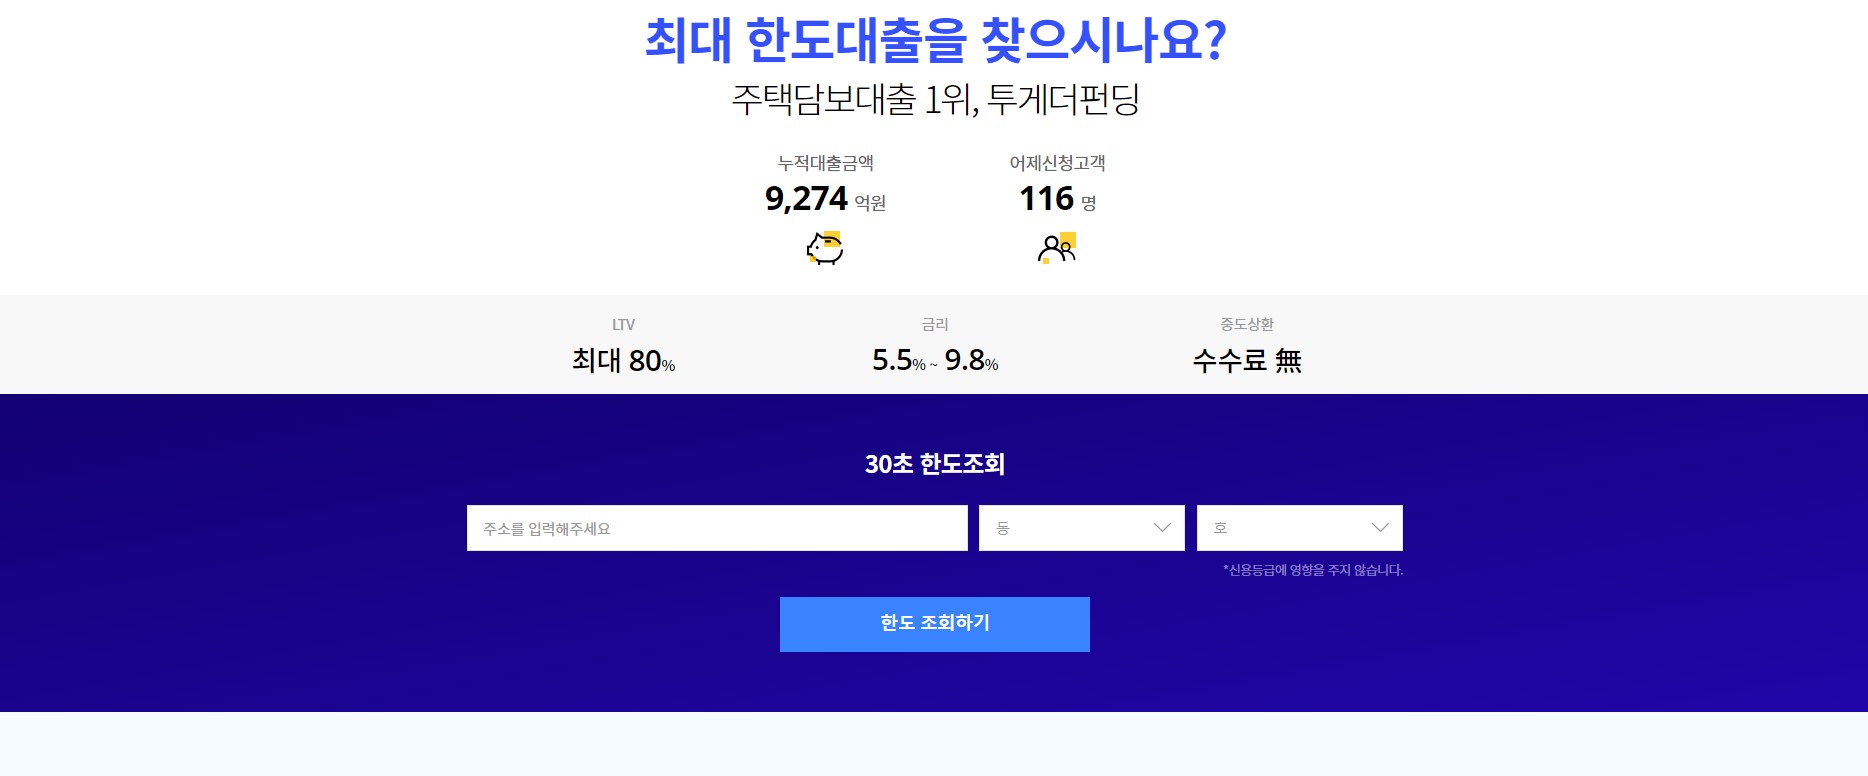 최대 한도대출을 찾으시나요?
주택담보대출 1위, 투게더펀딩
누적대출금액 어제신청고객
9,274 억원 116 명
LTV 금리 중도상환
최대 80% 5.5% ~ 9.8% 수수료 無
30초 한도조회
주소를 입력해주세요 동 호
*신용등급에 영향을 주지 않습니다.
한도 조회하기